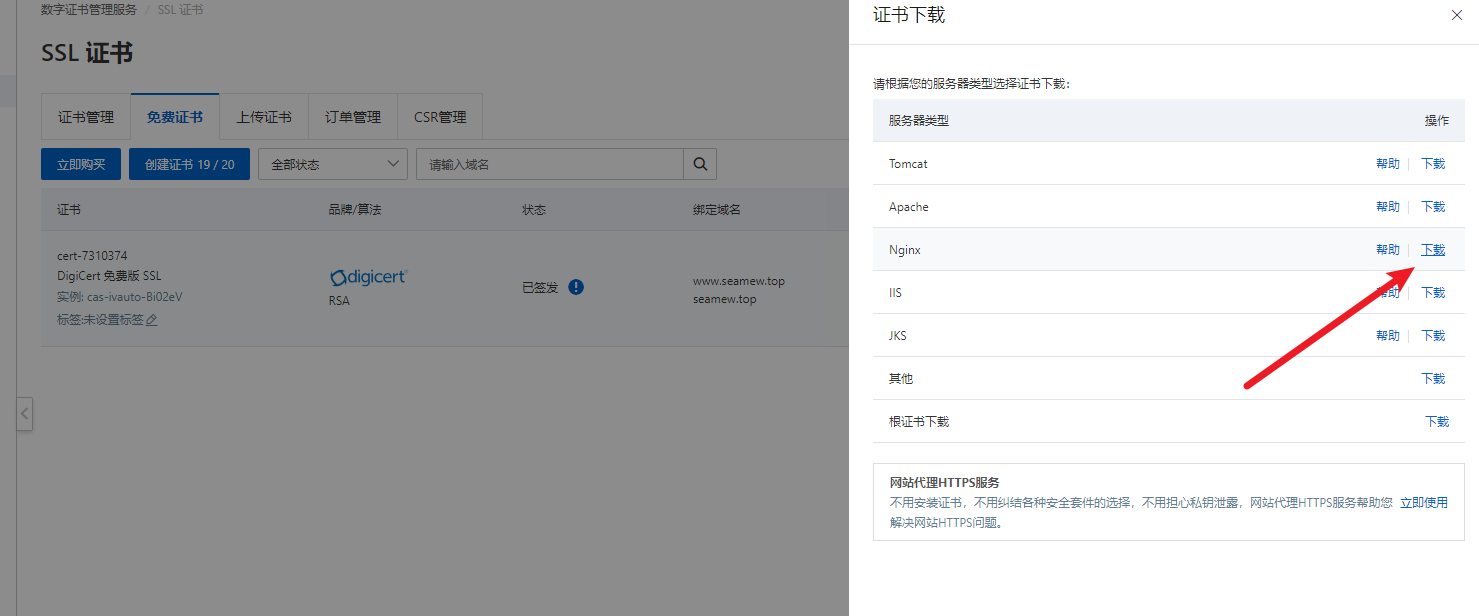 数字证书管理服务 / SSL 证书
SSL 证书
证书管理 免费证书 上传证书 订单管理 CSR管理
立即购买 创建证书 19 / 20 全部状态 请输入域名
证书 品牌/算法 状态 绑定域名
cert-7310374
DigiCert 免费版 SSL
实例: cas-ivauto-Bi02eV
标签:未设置标签
digicert®
RSA
已签发
www.seamew.top
seamew.top
证书下载
请根据您的服务器类型选择证书下载：
服务器类型 操作
Tomcat 帮助 下载
Apache 帮助 下载
Nginx 帮助 下载
IIS 帮助 下载
JKS 帮助 下载
其他 下载
根证书下载 下载
网站代理HTTPS服务
不用安装证书，不用纠结各种安全套件的选择，不用担心私钥泄露，网站代理HTTPS服务帮助您 立即使用
解决网站HTTPS问题。